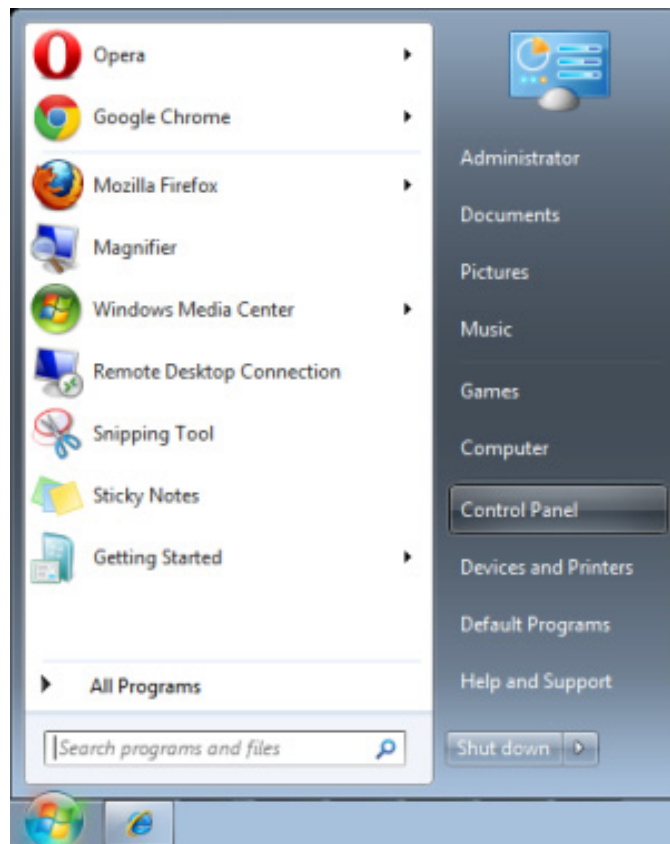 Opera
Google Chrome
Mozilla Firefox
Magnifier
Windows Media Center
Remote Desktop Connection
Snipping Tool
Sticky Notes
Getting Started
All Programs
Search programs and files
Administrator
Documents
Pictures
Music
Games
Computer
Control Panel
Devices and Printers
Default Programs
Help and Support
Shut down